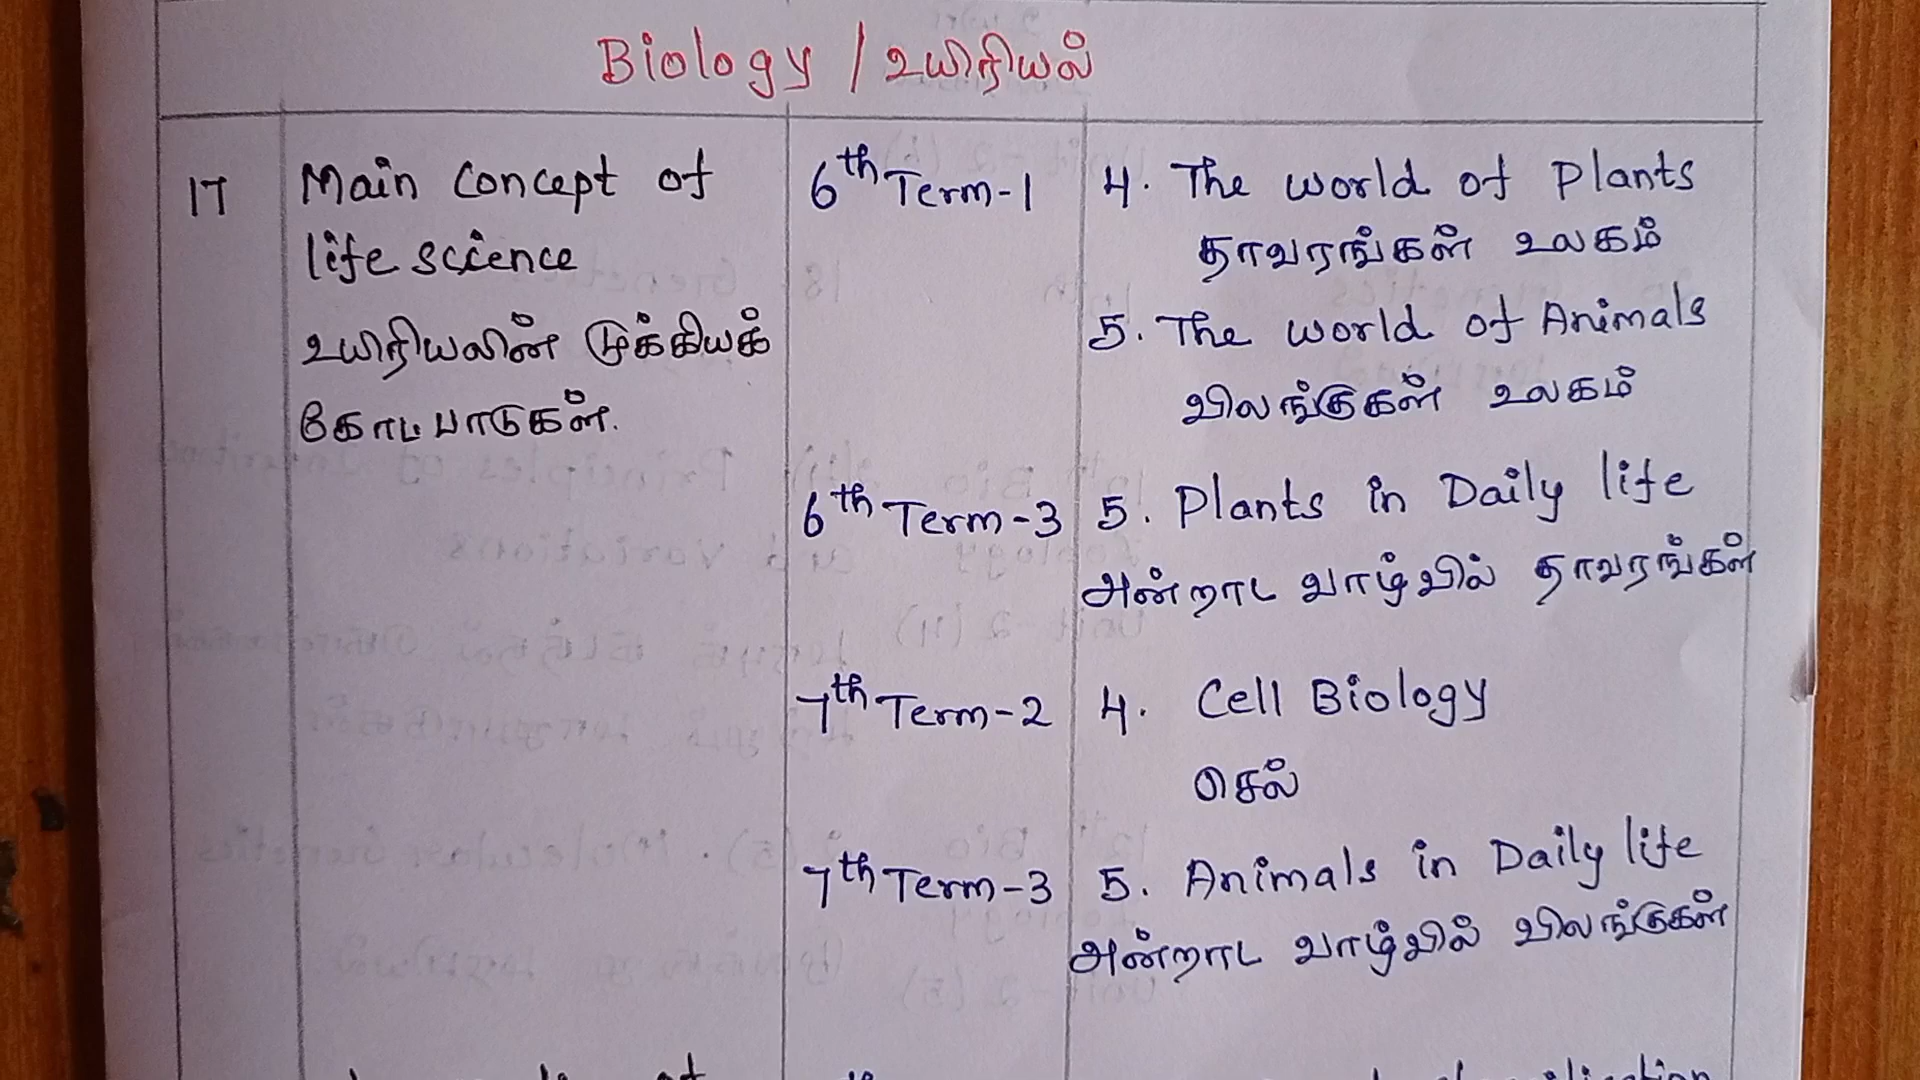 Biology / உயிரியல்
17 Main concept of 6th Term-1 4. The world of plants
life science தாவரங்கள் உலகம்
உயிரியலின் முக்கியக் 5. The world of Animals
கோட்பாடுகள். விலங்குகள் உலகம்
6th Term-3 5. Plants in Daily life
அன்றாட வாழ்வில் தாவரங்கள்
7th Term-2 4. Cell Biology
செல்
7th Term-3 5. Animals in Daily life
அன்றாட வாழ்வில் விலங்குகள்